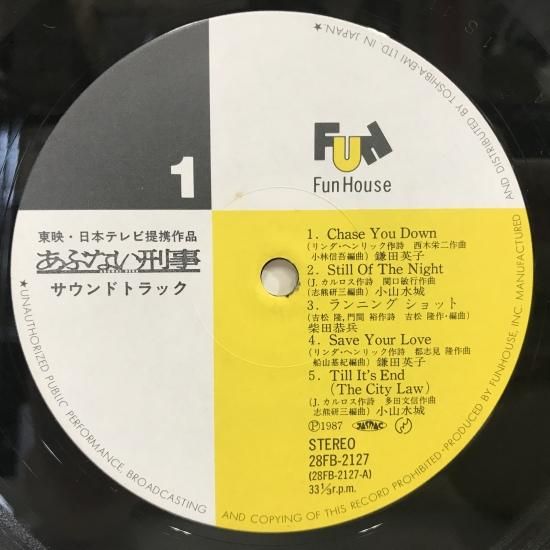 1
FUN
Fun House
東映・日本テレビ提携作品
あぶない刑事
サウンドトラック
1. Chase You Down
(リンダ・ヘンリック作詩 西木栄二作曲
小林信吾編曲) 鎌田英子
2. Still Of The Night
(J. カルロス作詩 関口敏行作曲
志熊研三編曲) 小山水城
3. ランニング ショット
(吉松 隆, 門間 裕作詩 吉松 隆作・編曲)
柴田恭兵
4. Save Your Love
(リンダ・ヘンリック作詩 都志見 隆作曲
船山基紀編曲) 鎌田英子
5. Till It's End
(The City Law)
(J. カルロス作詩 多田文信作曲
志熊研三編曲) 小山水城
Ⓟ1987 JASRAC
STEREO
28FB-2127
(28FB-2127-A)
33⅓r.p.m.
★UNAUTHORIZED PUBLIC PERFORMANCE, BROADCASTING AND COPYING OF THIS RECORD PROHIBITED・PRODUCED BY FUNHOUSE, INC. MANUFACTURED AND DISTRIBUTED BY TOSHIBA-EMI LTD. IN JAPAN.★